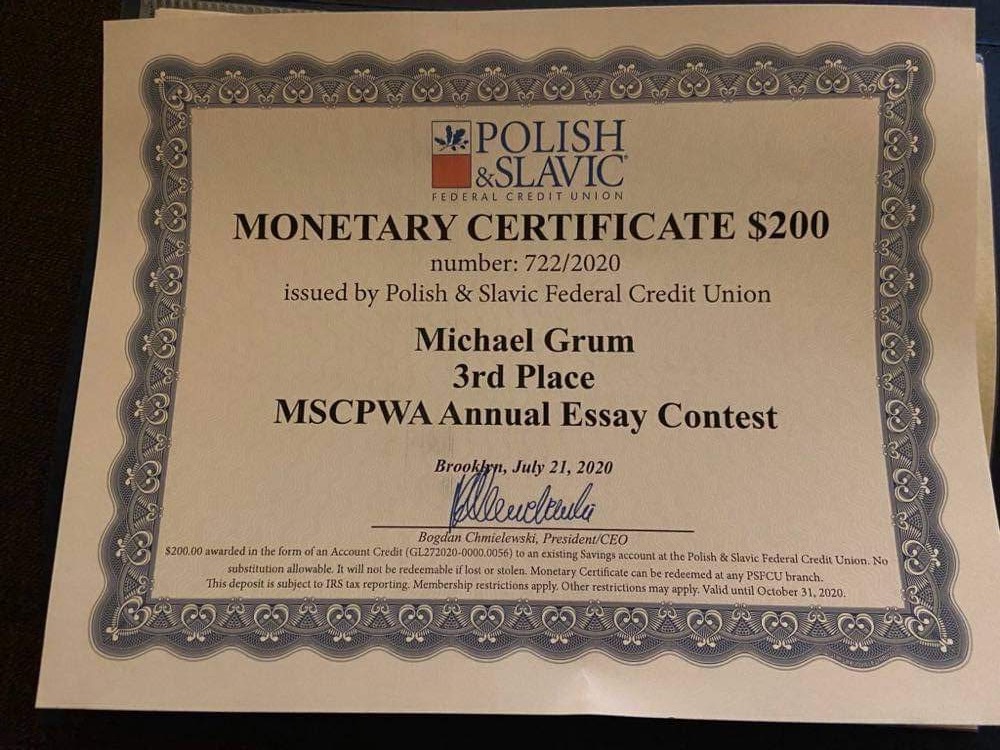 POLISH
&SLAVIC
FEDERAL CREDIT UNION
MONETARY CERTIFICATE $200
number: 722/2020
issued by Polish & Slavic Federal Credit Union
Michael Grum
3rd Place
MSCPWA Annual Essay Contest
Brooklyn, July 21, 2020
Bogdan Chmielewski, President/CEO
$200.00 awarded in the form of an Account Credit (GL272020-0000.0056) to an existing Savings account at the Polish & Slavic Federal Credit Union. No
substitution allowable. It will not be redeemable if lost or stolen. Monetary Certificate can be redeemed at any PSFCU branch.
This deposit is subject to IRS tax reporting. Membership restrictions apply. Other restrictions may apply. Valid until October 31, 2020.